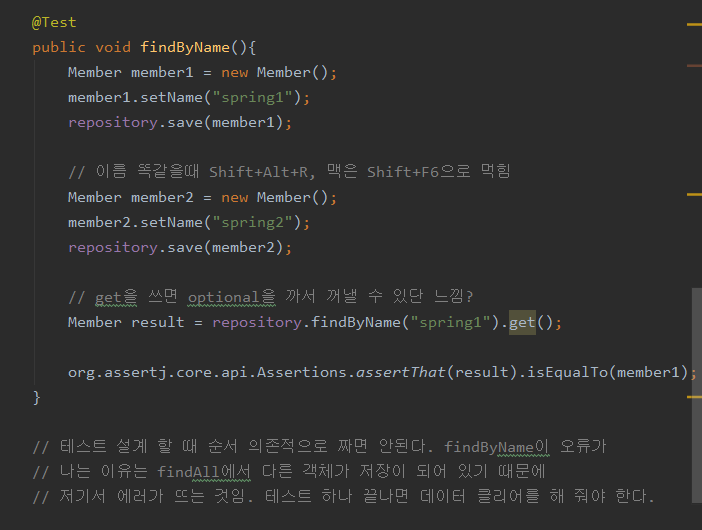 @Test
public void findByName(){
Member member1 = new Member();
member1.setName("spring1");
repository.save(member1);
// 이름 똑같을때 Shift+Alt+R, 맥은 Shift+F6으로 먹힘
Member member2 = new Member();
member2.setName("spring2");
repository.save(member2);
// get을 쓰면 optional을 까서 꺼낼 수 있단 느낌?
Member result = repository.findByName("spring1").get();
org.assertj.core.api.Assertions.assertThat(result).isEqualTo(member1);
}
// 테스트 설계 할 때 순서 의존적으로 짜면 안된다. findByName이 오류가
// 나는 이유는 findAll에서 다른 객체가 저장이 되어 있기 때문에
// 저기서 에러가 뜨는 것임. 테스트 하나 끝나면 데이터 클리어를 해 줘야 한다.